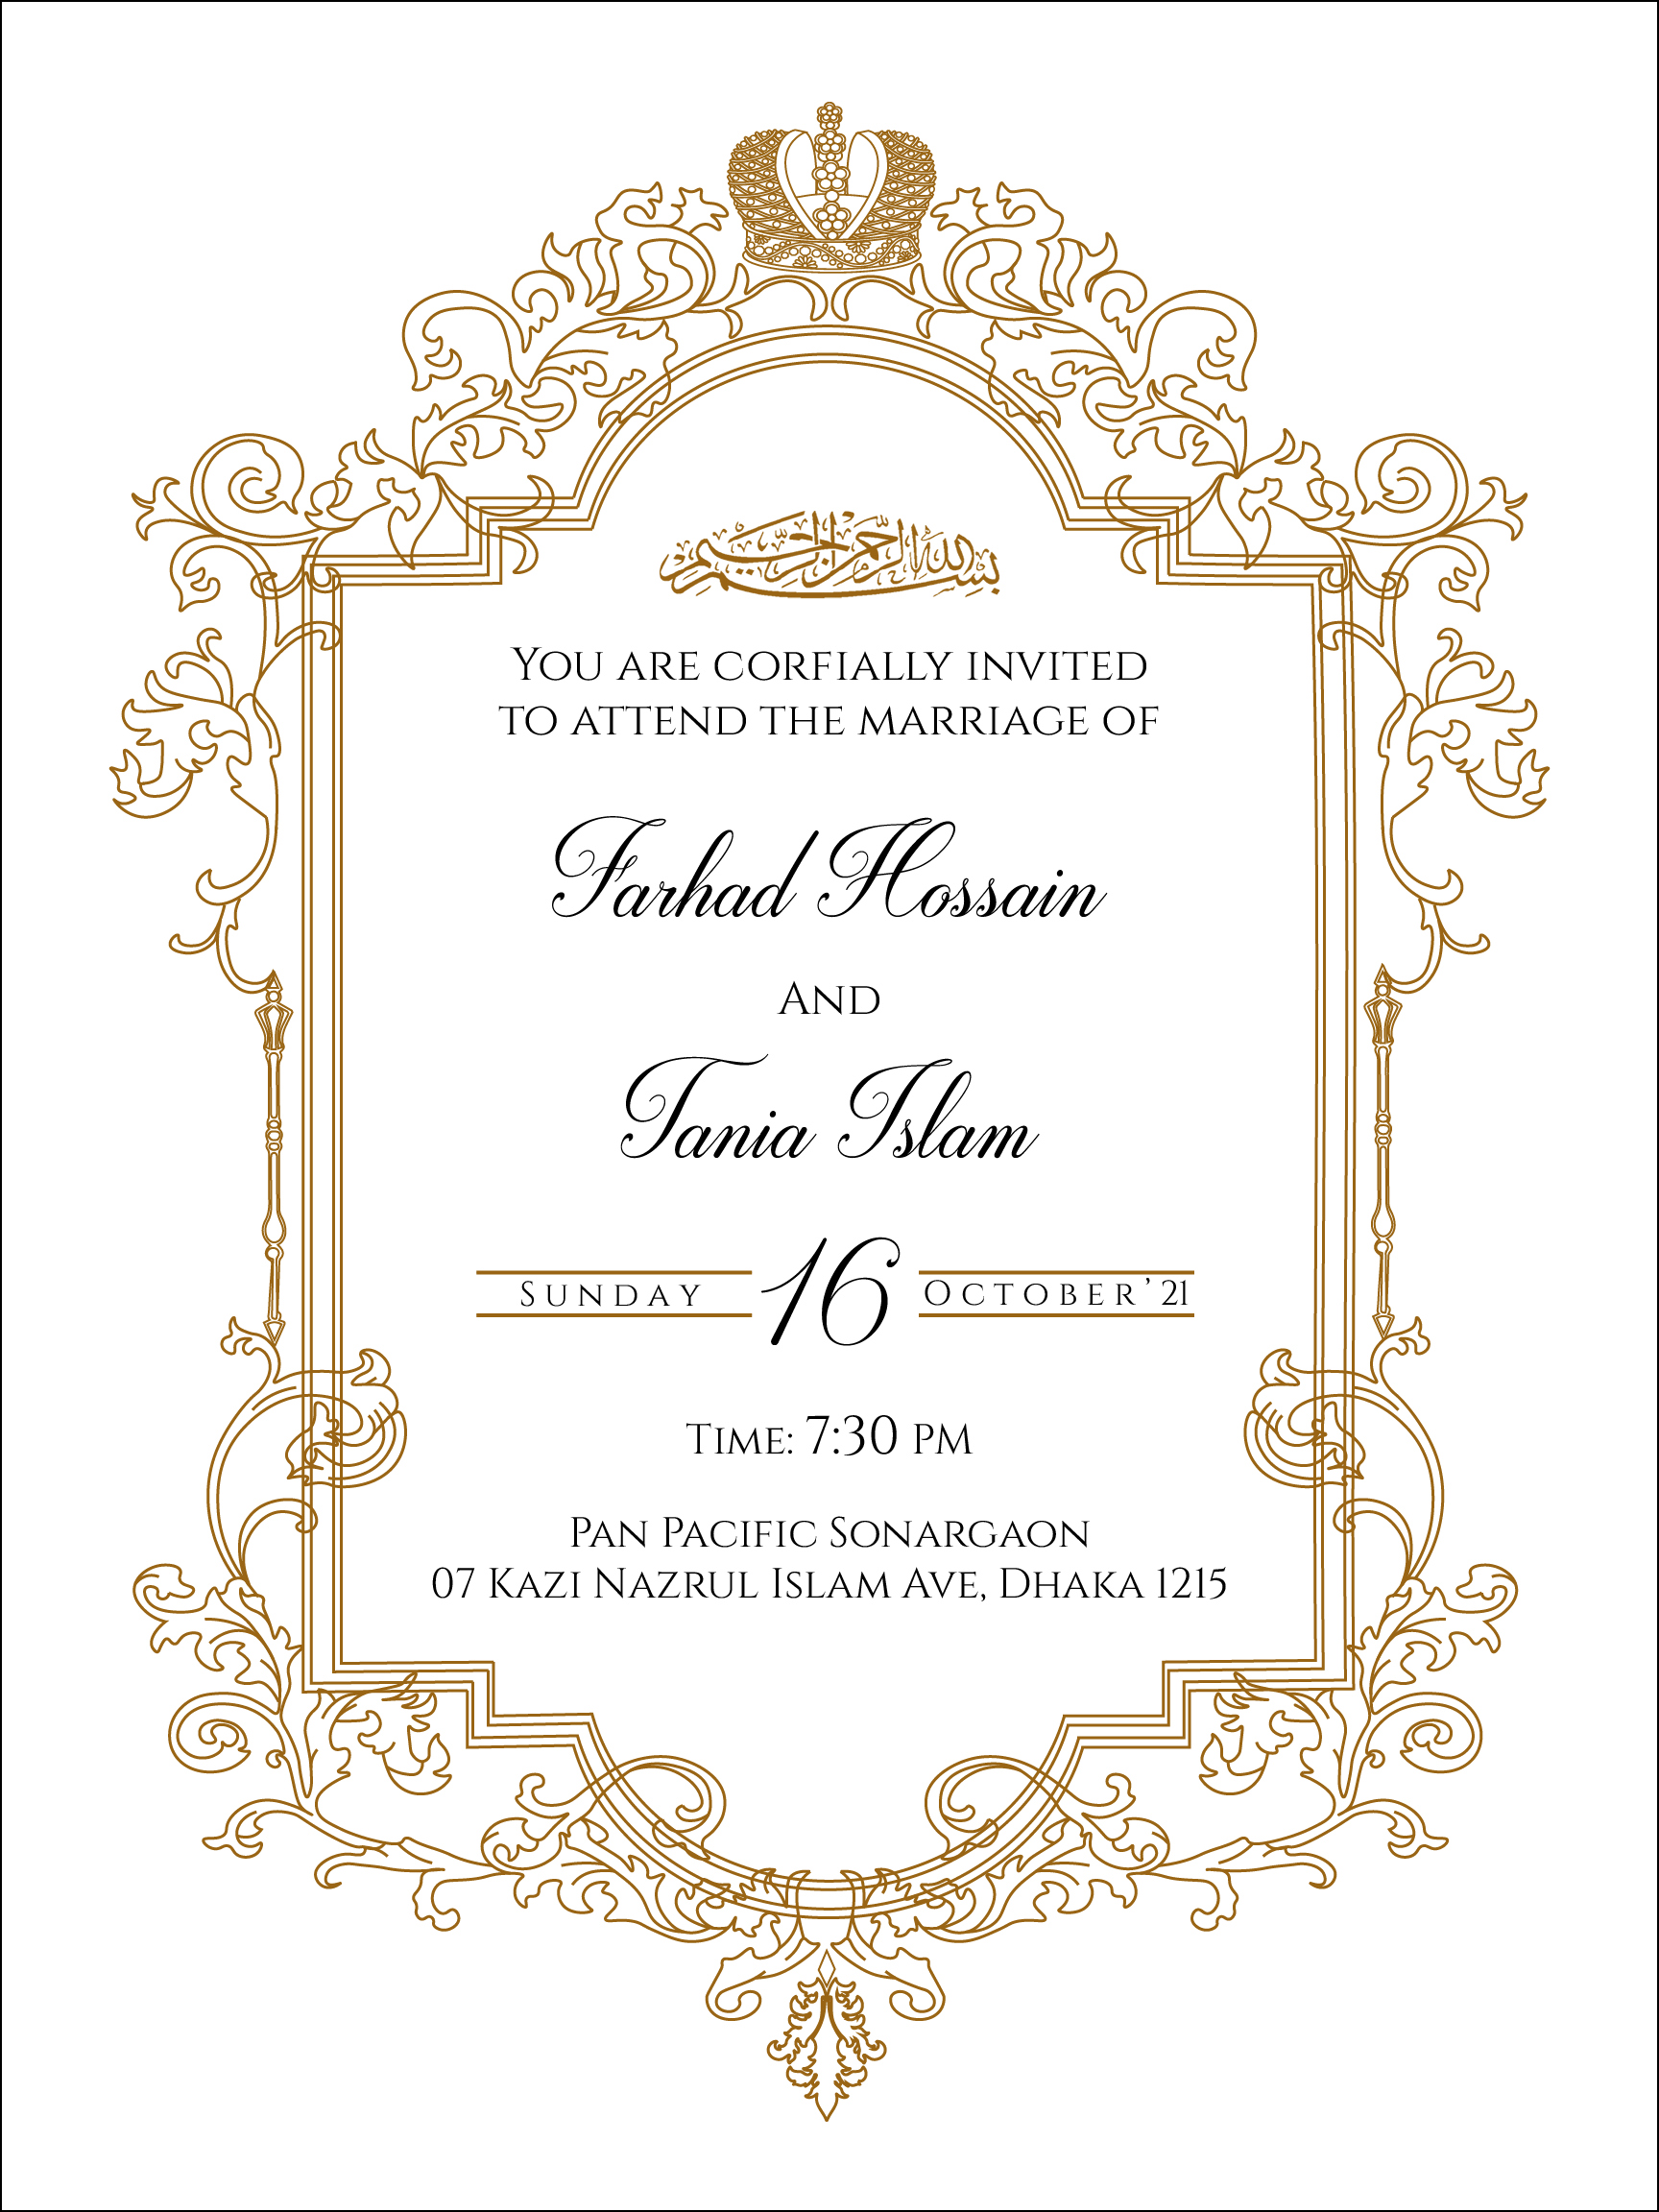 بسم الله الرحمن الرحيم
You are corfially invited
to attend the marriage of
Farhad Hossain
And
Tania Islam
Sunday 16 October’ 21
Time: 7:30 pm
Pan Pacific Sonargaon
07 Kazi Nazrul Islam Ave, Dhaka 1215